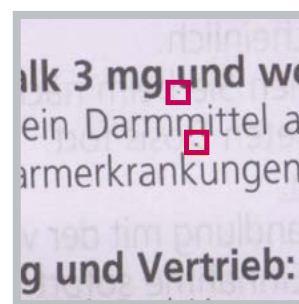 alk 3 mg und we
ein Darmmittel a
armerkrankungen
g und Vertrieb: